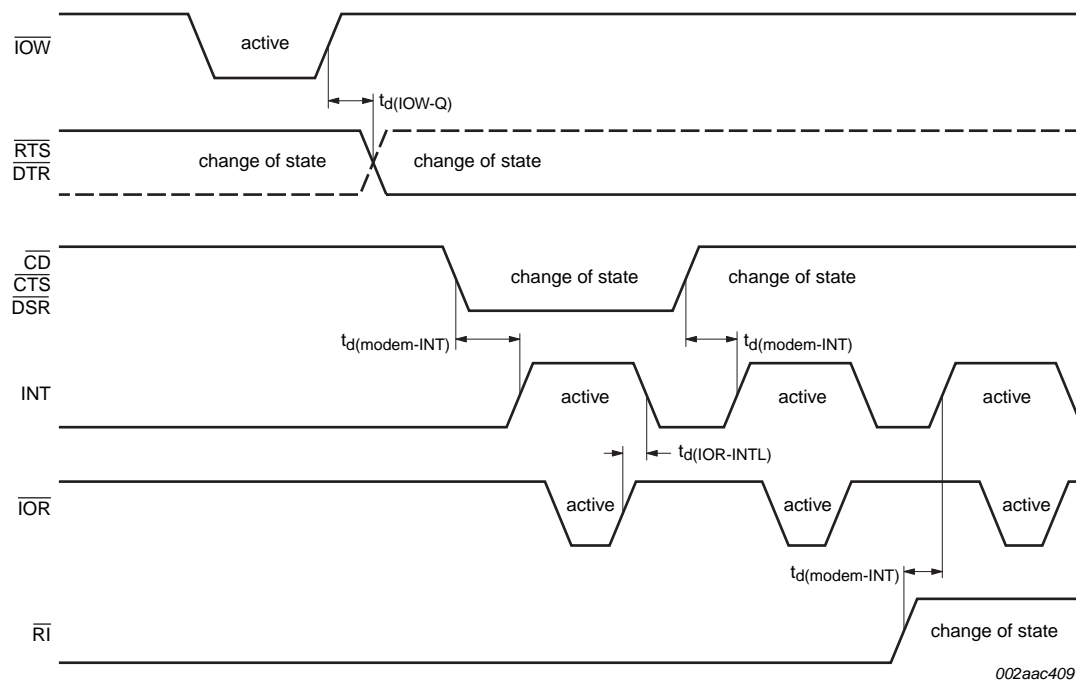 IOW
active
td(IOW-Q)
RTS
DTR
change of state
change of state
CD
CTS
DSR
change of state
change of state
td(modem-INT)
td(modem-INT)
INT
active
active
active
td(IOR-INTL)
IOR
active
active
active
td(modem-INT)
RI
change of state
002aac409